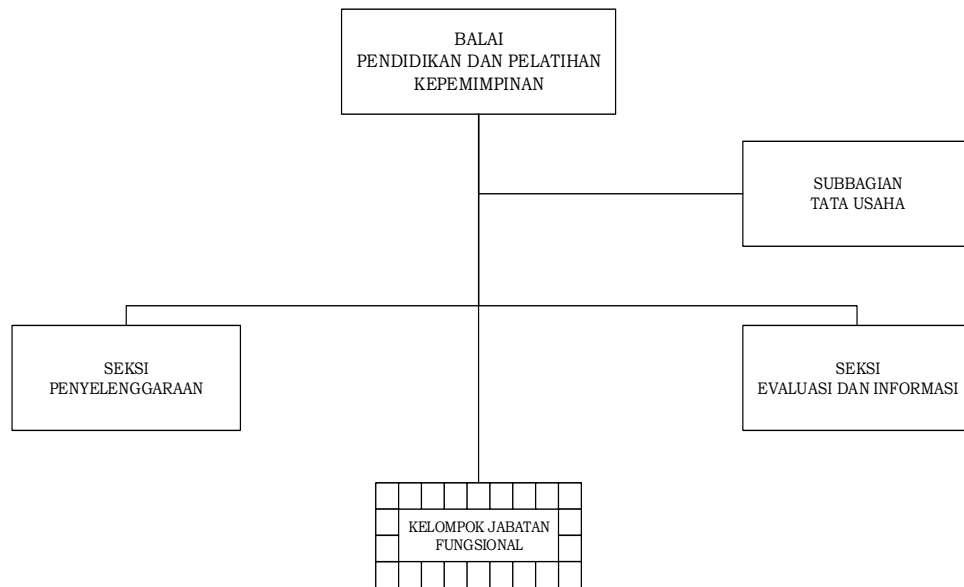 BALAI
PENDIDIKAN DAN PELATIHAN
KEPEMIMPINAN
SUBBAGIAN
TATA USAHA
SEKSI
PENYELENGGARAAN
SEKSI
EVALUASI DAN INFORMASI
KELOMPOK JABATAN
FUNGSIONAL